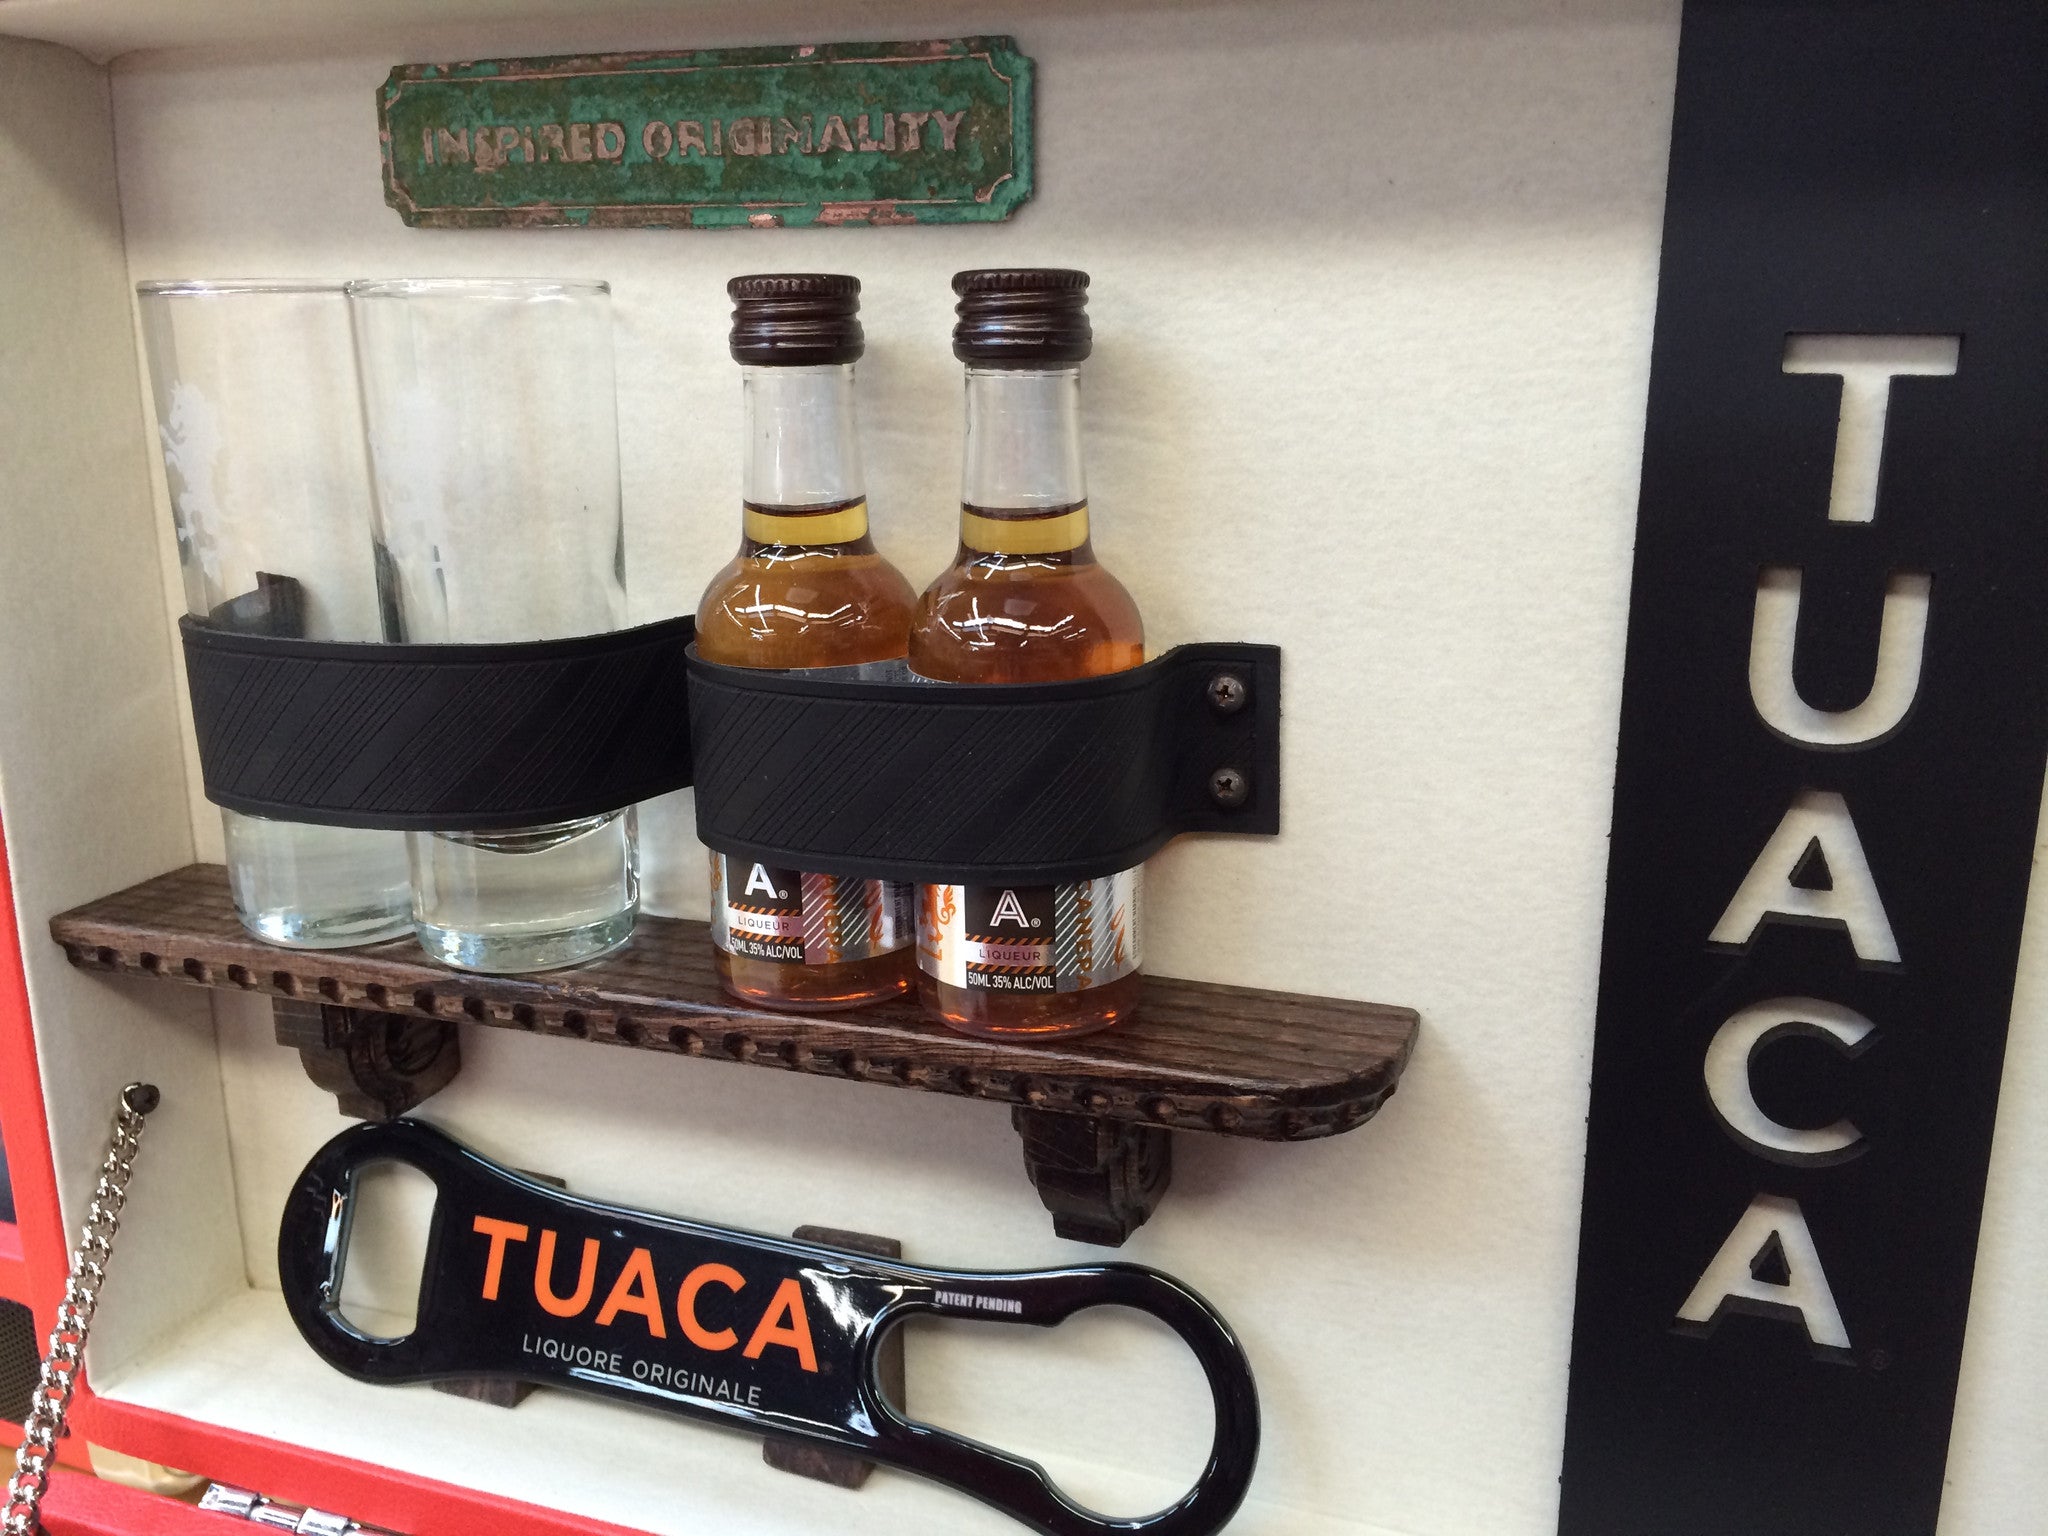 INSPIRED ORIGINALITY
TUACA
A®
LIQUEUR
50ML 35% ALC/VOL
A®
LIQUEUR
50ML 35% ALC/VOL
TUACA
LIQUORE ORIGINALE
PATENT PENDING